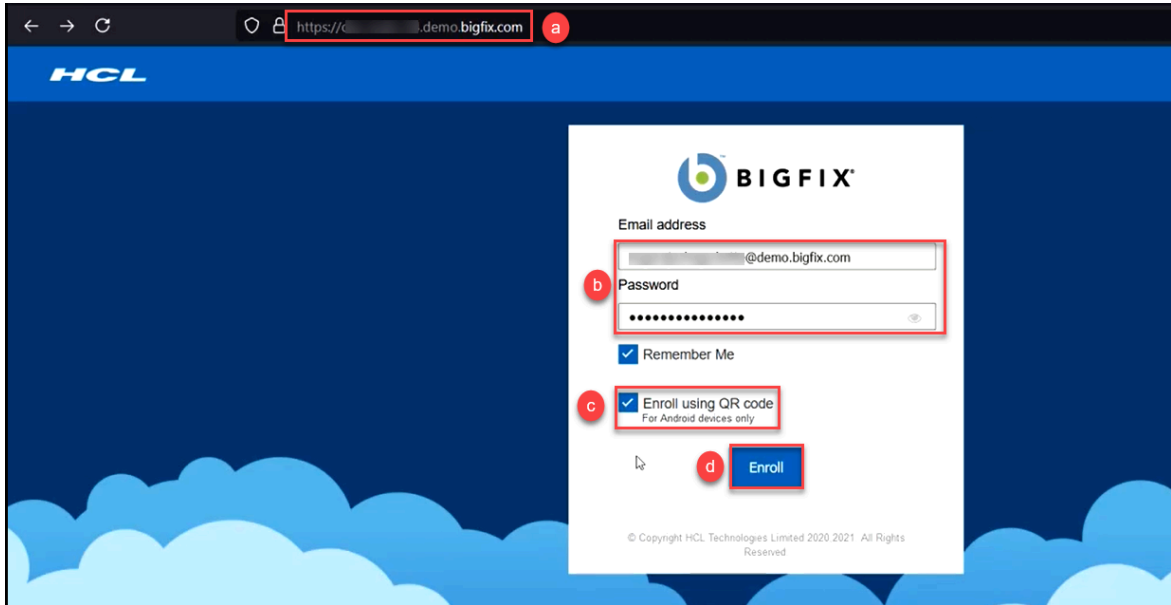 https:// .demo.bigfix.com a
HCL
b BIGFIX®
Email address
@demo.bigfix.com
b
Password
•••••••••••••••
Remember Me
c
Enroll using QR code
For Android devices only
d
Enroll
© Copyright HCL Technologies Limited 2020 2021 All Rights
Reserved